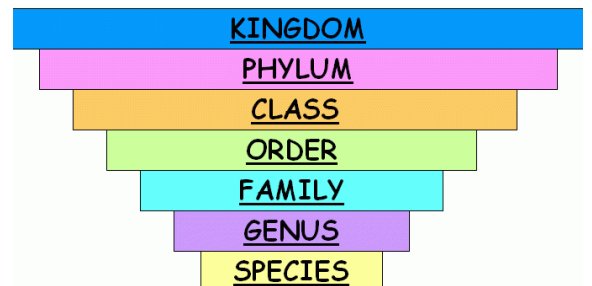 KINGDOM
PHYLUM
CLASS
ORDER
FAMILY
GENUS
SPECIES